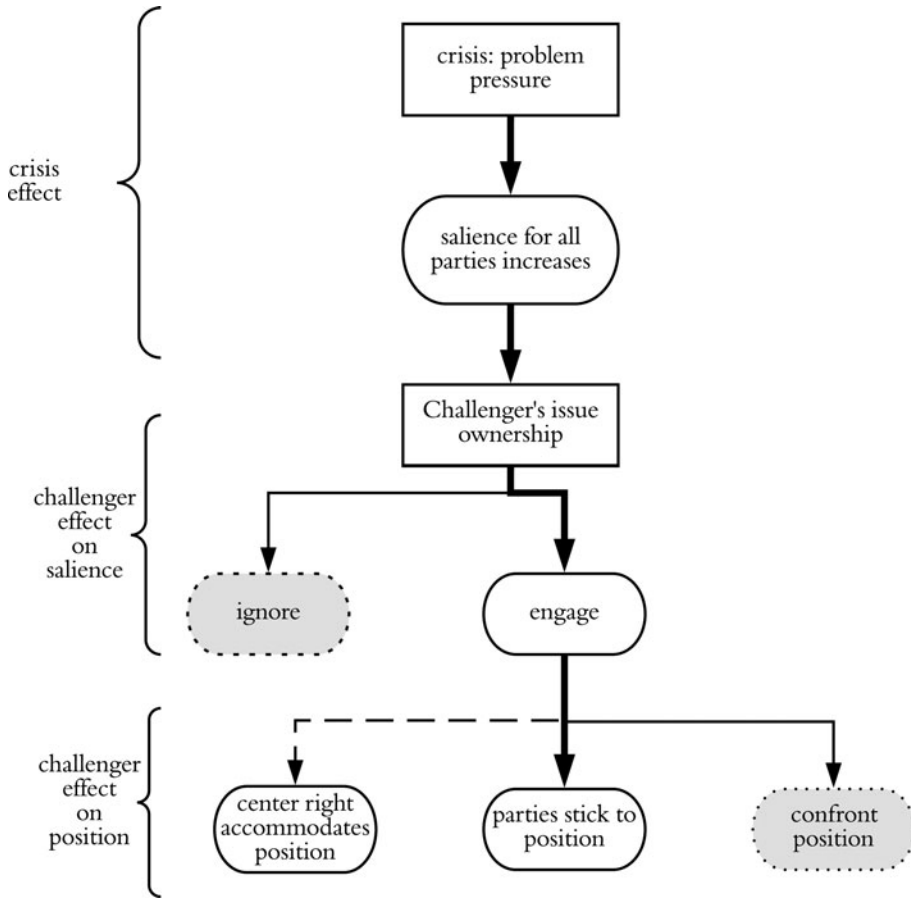 crisis: problem
pressure
crisis
effect
salience for all
parties increases
Challenger's issue
ownership
challenger
effect
on
salience
ignore
engage
challenger
effect
on
position
center right
accommodates
position
parties stick to
position
confront
position